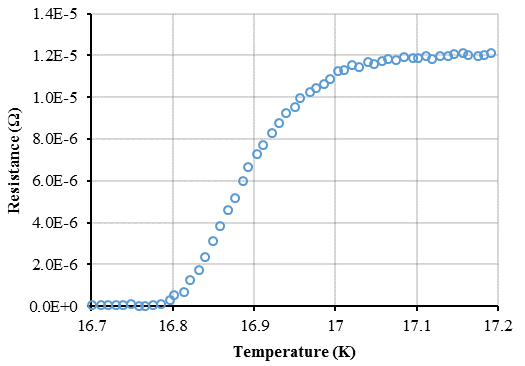 1.4E-5
1.2E-5
1.0E-5
8.0E-6
6.0E-6
4.0E-6
2.0E-6
0.0E+0
Resistance (Ω)
16.7 16.8 16.9 17 17.1 17.2
Temperature (K)